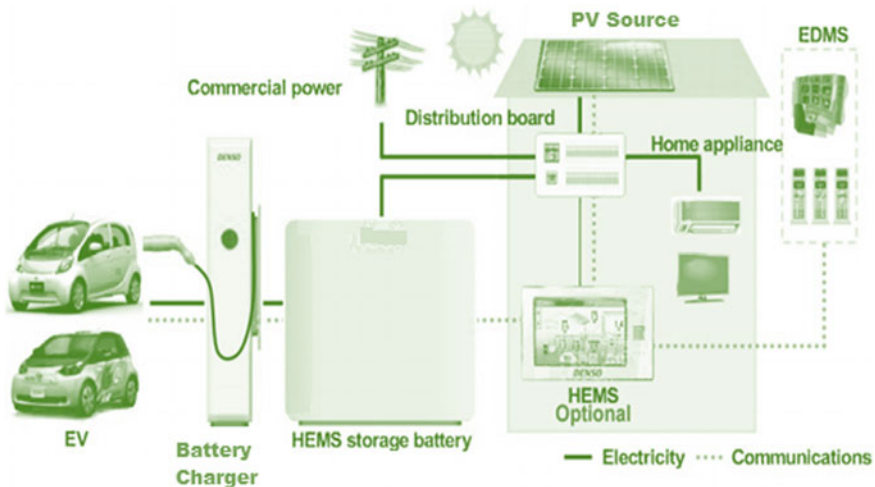 PV Source
EDMS
Commercial power
Distribution board
Home appliance
DENSO
DENSO
HEMS
Optional
EV
Battery
Charger
HEMS storage battery
Electricity
Communications